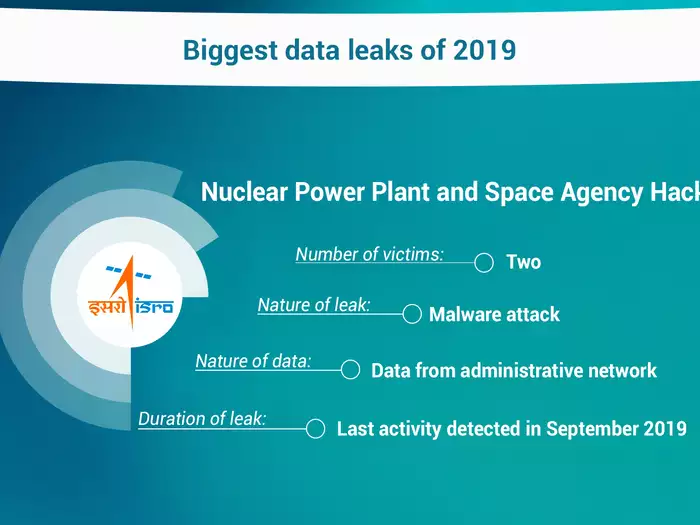 Biggest data leaks of 2019
Nuclear Power Plant and Space Agency Hack
Number of victims: Two
Nature of leak: Malware attack
इसरो isro
Nature of data: Data from administrative network
Duration of leak: Last activity detected in September 2019